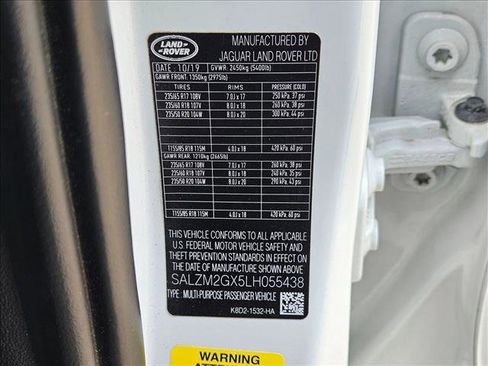 LAND
ROVER
MANUFACTURED BY
JAGUAR LAND ROVER LTD
DATE: 10/19 GVWR. 2450kg (5400lb)
GAWR FRONT: 1350kg (2975lb)
TIRES RIMS PRESSURE (COLD)
235/65 R17 108V 7.0J x 17 250 kPa, 37 psi
235/60 R18 107V 8.0J x 18 260 kPa, 38 psi
235/50 R20 104W 8.0J x 20 300 kPa, 44 psi
T155/85 R18 115M 4.0J x 18 420 kPa, 60 psi
GAWR REAR: 1210kg (2665lb)
235/65 R17 108V 7.0J x 17 260 kPa, 38 psi
235/60 R18 107V 8.0J x 18 240 kPa, 35 psi
235/50 R20 104W 8.0J x 20 290 kPa, 43 psi
T155/85 R18 115M 4.0J x 18 420 kPa, 60 psi
THIS VEHICLE CONFORMS TO ALL APPLICABLE
U.S. FEDERAL MOTOR VEHICLE SAFETY AND
THEFT PREVENTION STANDARDS IN EFFECT ON THE
DATE OF MANUFACTURE SHOWN ABOVE.
SALZM2GX5LH055438
TYPE: MULTI-PURPOSE PASSENGER VEHICLE
K8D2-1532-HA
WARNING